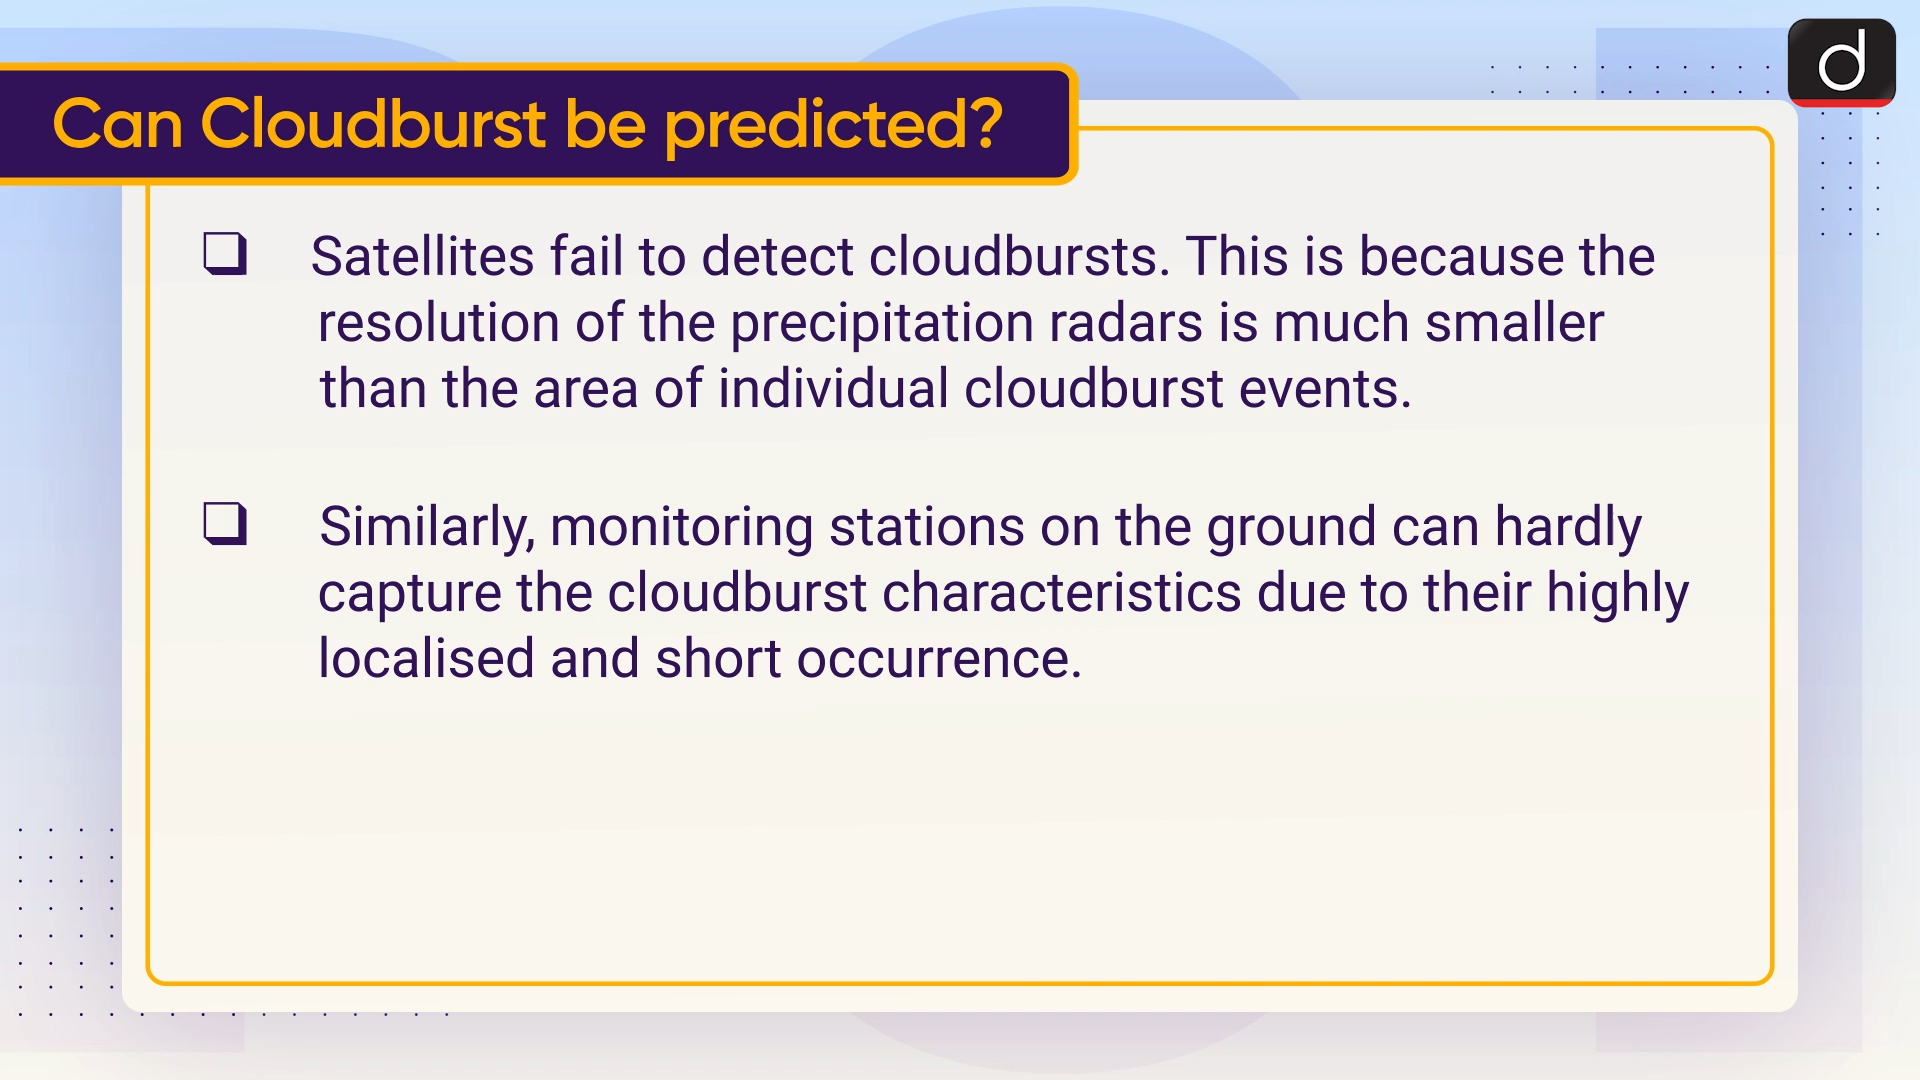 Can Cloudburst be predicted?
d
❑ Satellites fail to detect cloudbursts. This is because the
resolution of the precipitation radars is much smaller
than the area of individual cloudburst events.
❑ Similarly, monitoring stations on the ground can hardly
capture the cloudburst characteristics due to their highly
localised and short occurrence.